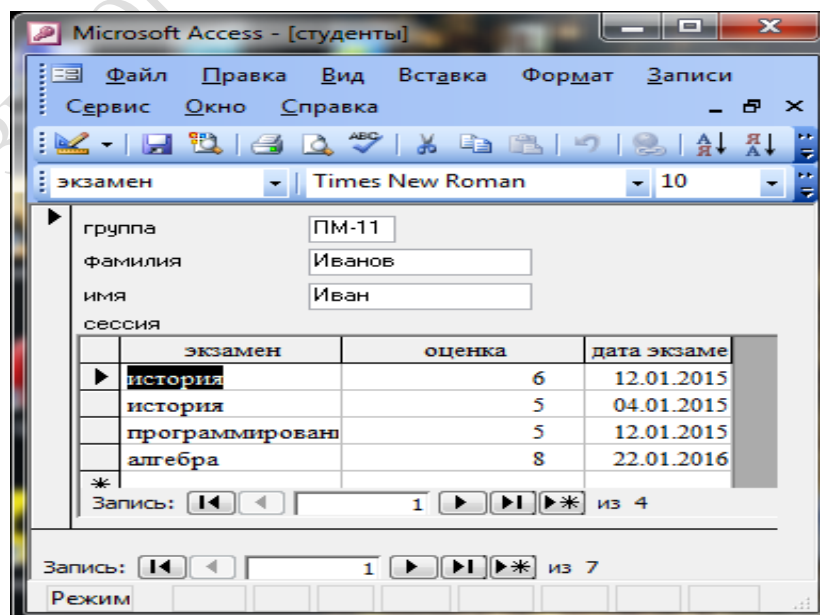 Microsoft Access - [студенты]
Файл Правка Вид Вставка Формат Записи
Сервис Окно Справка
экзамен Times New Roman 10
группа ПМ-11
фамилия Иванов
имя Иван
сессия
экзамен оценка дата экзаме
история 6 12.01.2015
история 5 04.01.2015
программировани 5 12.01.2015
алгебра 8 22.01.2016
Запись: 1 из 4
Запись: 1 из 7
Режим